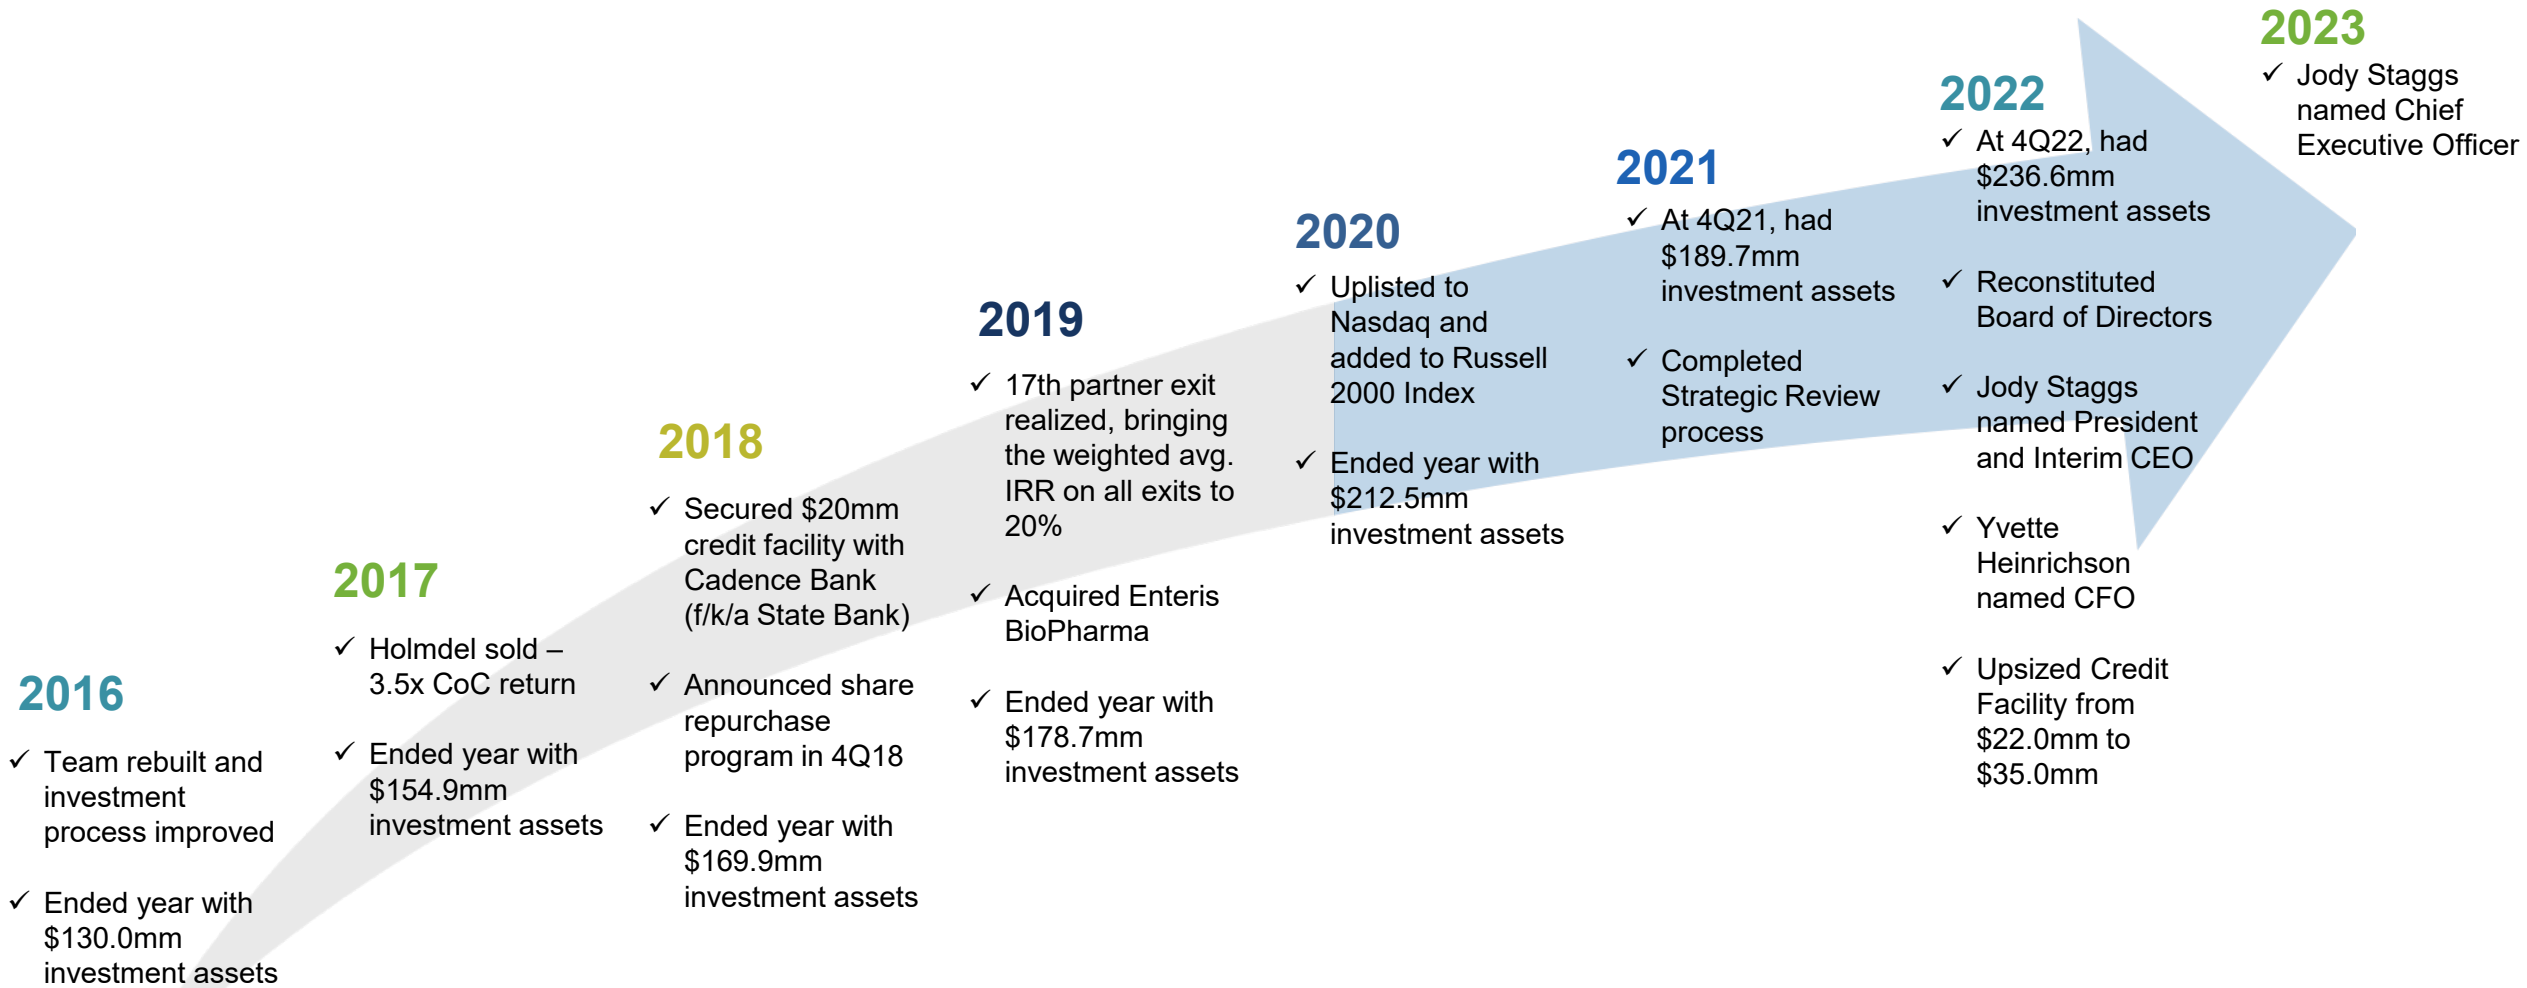 2016
Team rebuilt and
investment
process improved
Ended year with
$130.0mm
investment assets
2017
Holmdel sold –
3.5x CoC return
Ended year with
$154.9mm
investment assets
2018
Secured $20mm
credit facility with
Cadence Bank
(f/k/a State Bank)
Announced share
repurchase
program in 4Q18
Ended year with
$169.9mm
investment assets
2019
17th partner exit
realized, bringing
the weighted avg.
IRR on all exits to
20%
Acquired Enteris
BioPharma
Ended year with
$178.7mm
investment assets
2020
Uplisted to
Nasdaq and
added to Russell
2000 Index
Ended year with
$212.5mm
investment assets
2021
At 4Q21, had
$189.7mm
investment assets
Completed
Strategic Review
process
2022
At 4Q22, had
$236.6mm
investment assets
Reconstituted
Board of Directors
Jody Staggs
named President
and Interim CEO
Yvette
Heinrichson
named CFO
Upsized Credit
Facility from
$22.0mm to
$35.0mm
2023
Jody Staggs
named Chief
Executive Officer